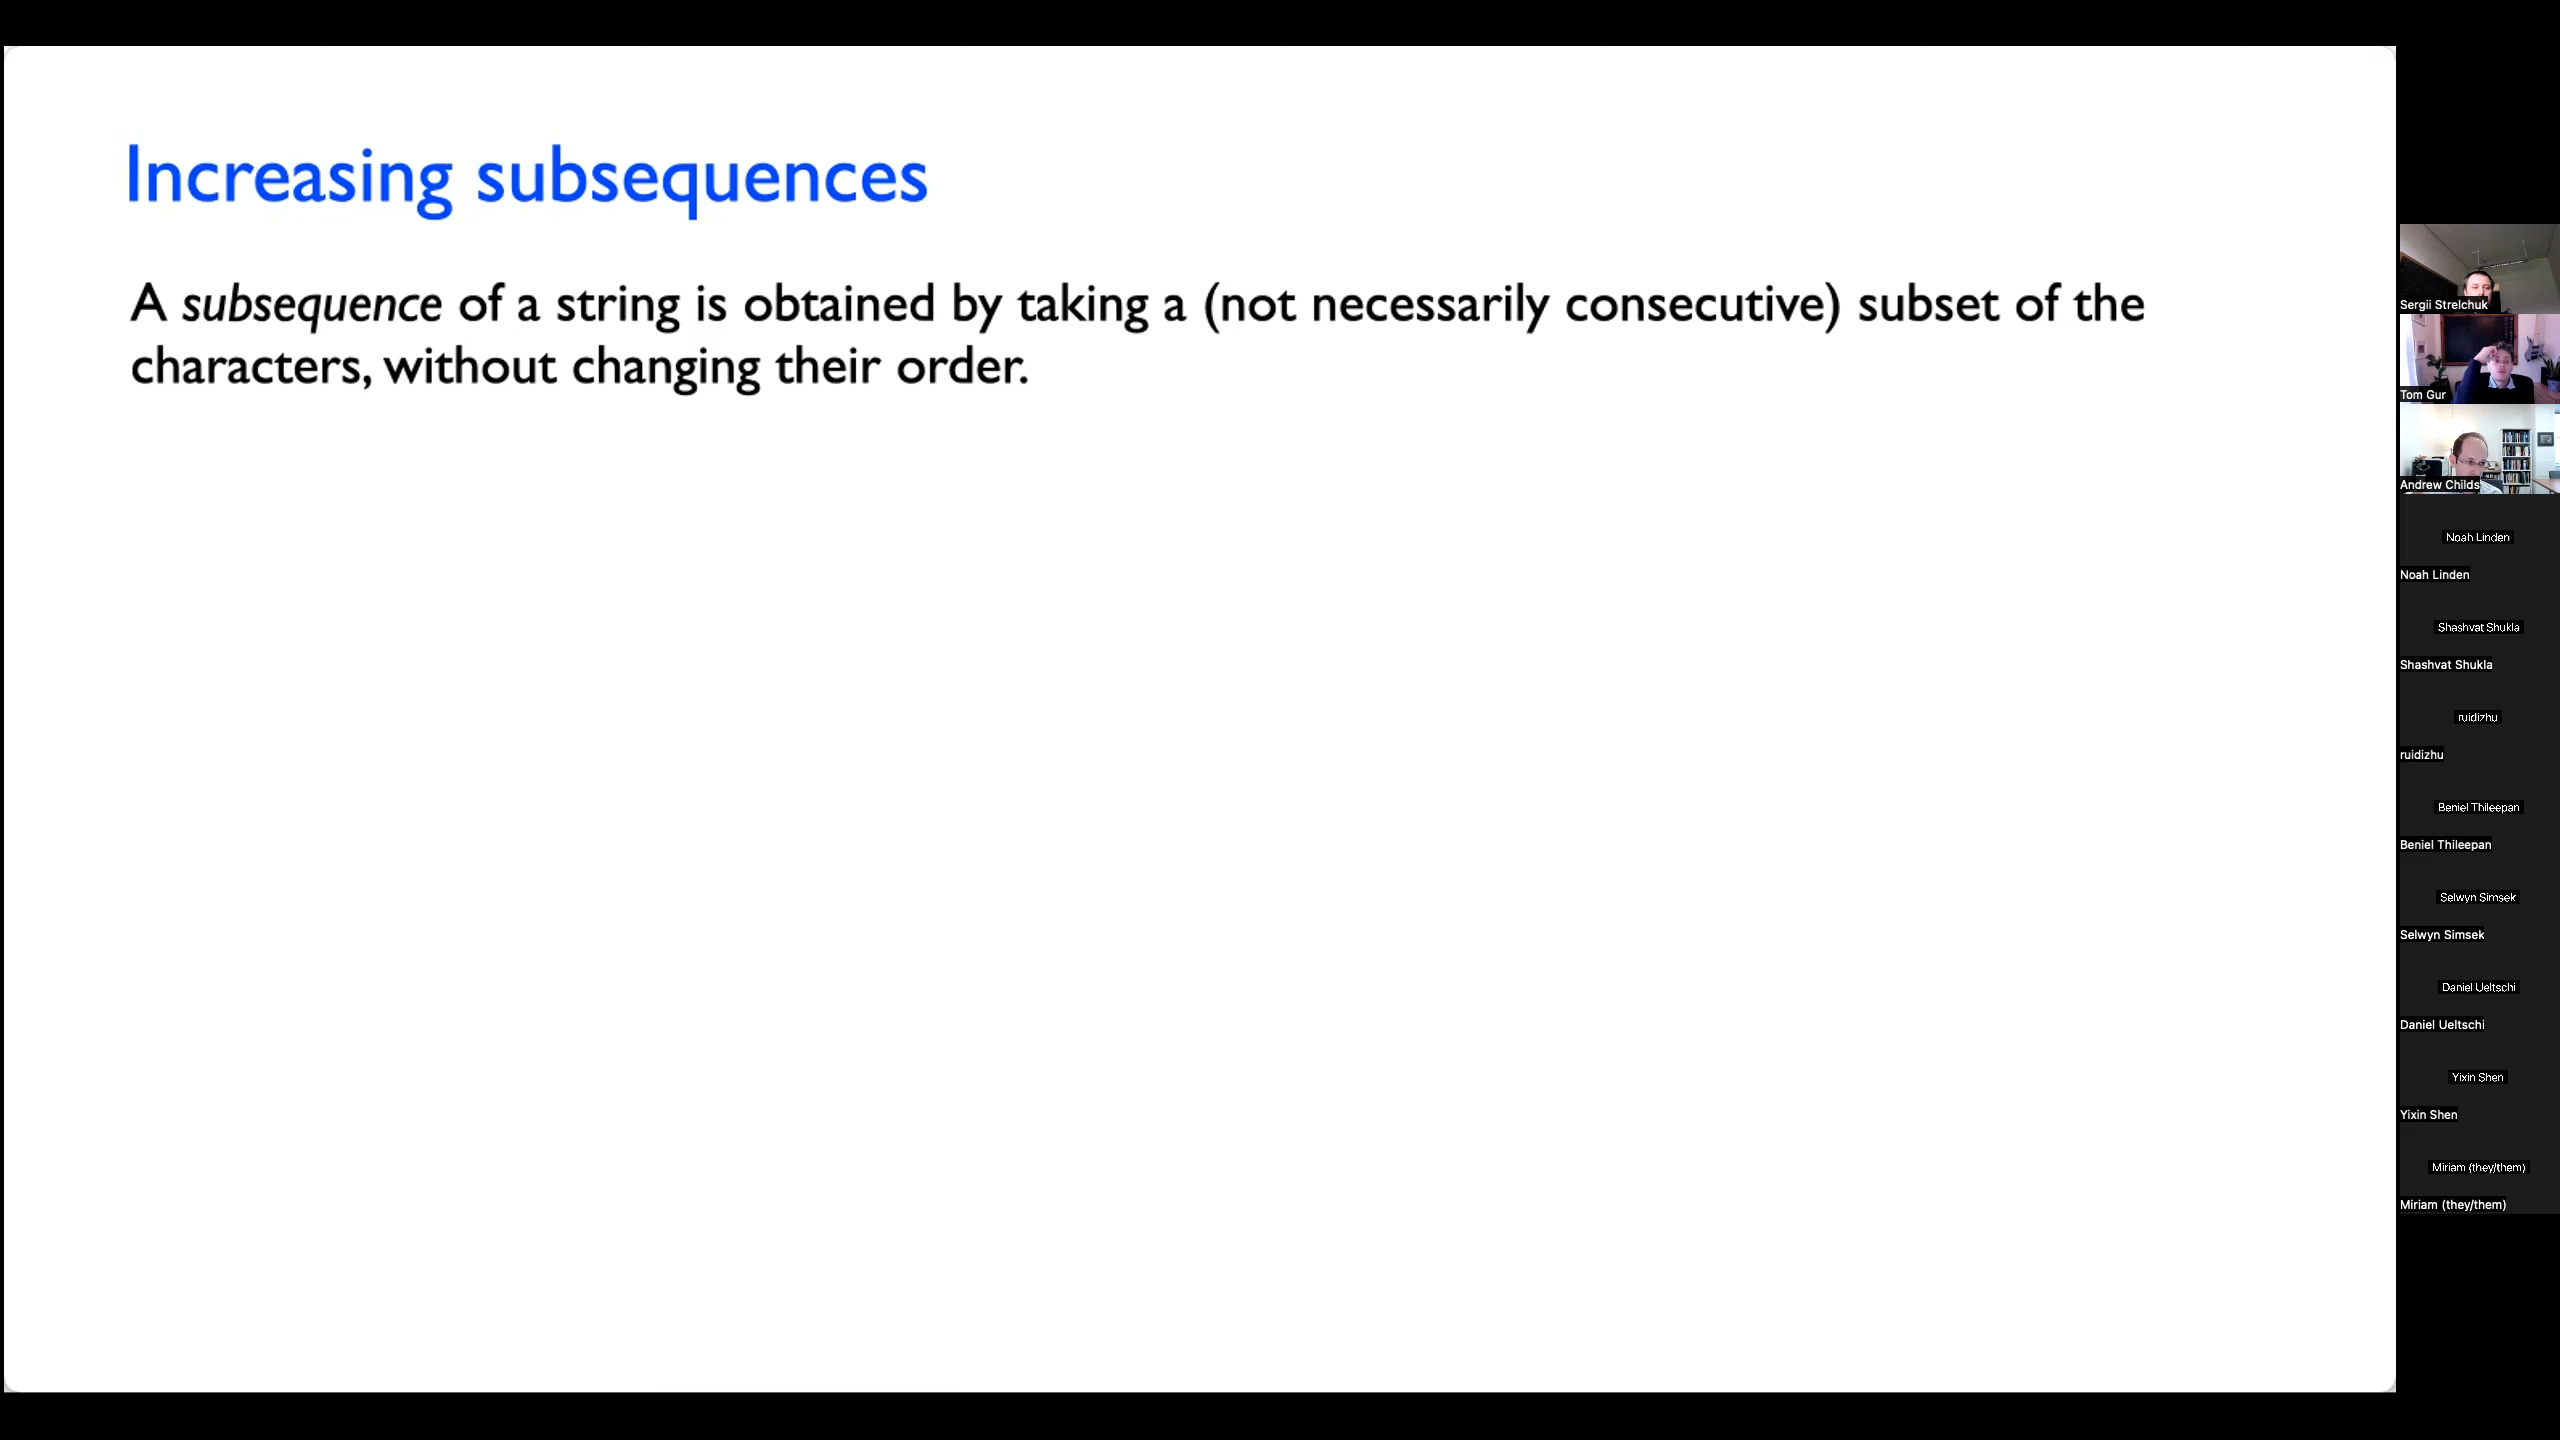 Increasing subsequences
A subsequence of a string is obtained by taking a (not necessarily consecutive) subset of the
characters, without changing their order.
Sergii Strelchuk
Tom Gur
Andrew Childs
Noah Linden
Noah Linden
Shashvat Shukla
Shashvat Shukla
ruidizhu
ruidizhu
Beniel Thileepan
Beniel Thileepan
Selwyn Simsek
Selwyn Simsek
Daniel Ueltschi
Daniel Ueltschi
Yixin Shen
Yixin Shen
Miriam (they/them)
Miriam (they/them)